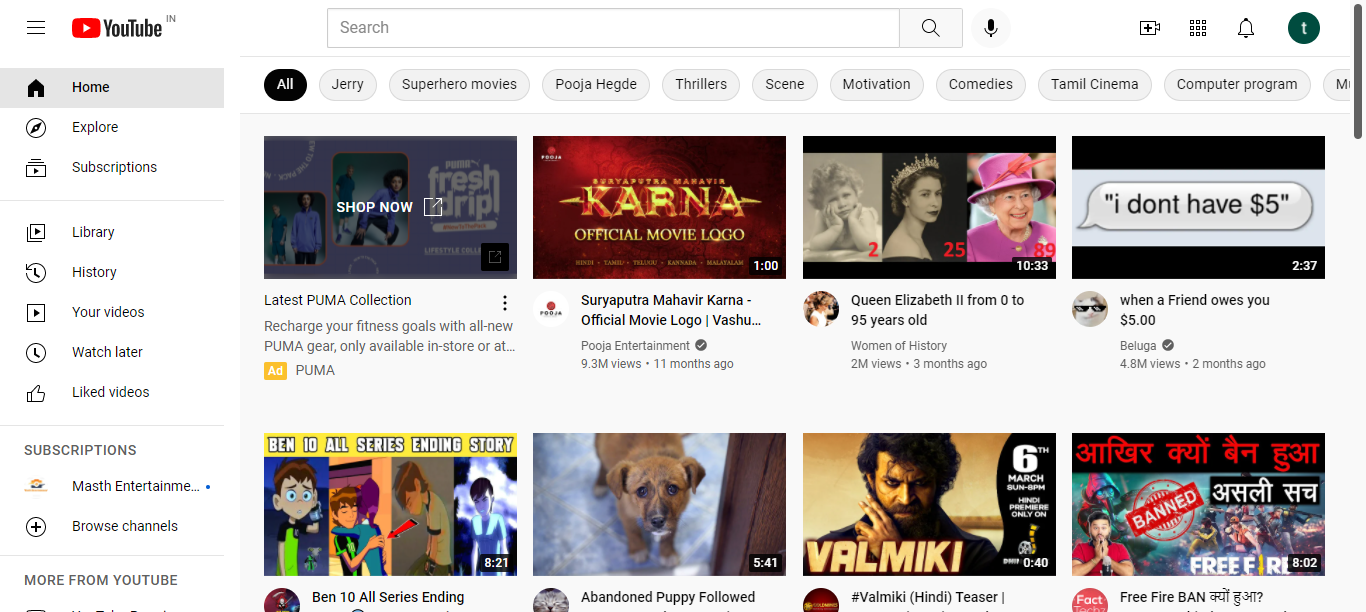 YouTube IN
Search
t
Home
Explore
Subscriptions
Library
History
Your videos
Watch later
Liked videos
SUBSCRIPTIONS
Masth Entertainme...
Browse channels
MORE FROM YOUTUBE
All Jerry Superhero movies Pooja Hegde Thrillers Scene Motivation Comedies Tamil Cinema Computer program
PUMA
fresh
drip
SHOP NOW
LIFESTYLE
Latest PUMA Collection
Recharge your fitness goals with all-new
PUMA gear, only available in-store or at...
Ad PUMA
POOJA
SURYAPUTRA MAHAVIR
KARNA
OFFICIAL MOVIE LOGO
HINDI • TAMIL • TELUGU • KANNADA • MALAYALAM
1:00
POOJA
Suryaputra Mahavir Karna -
Official Movie Logo | Vashu...
Pooja Entertainment
9.3M views • 11 months ago
2 25 89
10:33
Queen Elizabeth II from 0 to
95 years old
Women of History
2M views • 3 months ago
"i dont have $5"
2:37
when a Friend owes you
$5.00
Beluga
4.8M views • 2 months ago
BEN 10 ALL SERIES ENDING STORY
8:21
Ben 10 All Series Ending
5:41
Abandoned Puppy Followed
6TH
MARCH
SUN-8PM
HINDI
PREMIERE
ONLY ON
VALMIKI
0:40
#Valmiki (Hindi) Teaser |
आखिर क्यों बैन हुआ
असली सच
BANNED
FREE FIRE
8:02
Fact
Techz
Free Fire BAN क्यों हुआ?